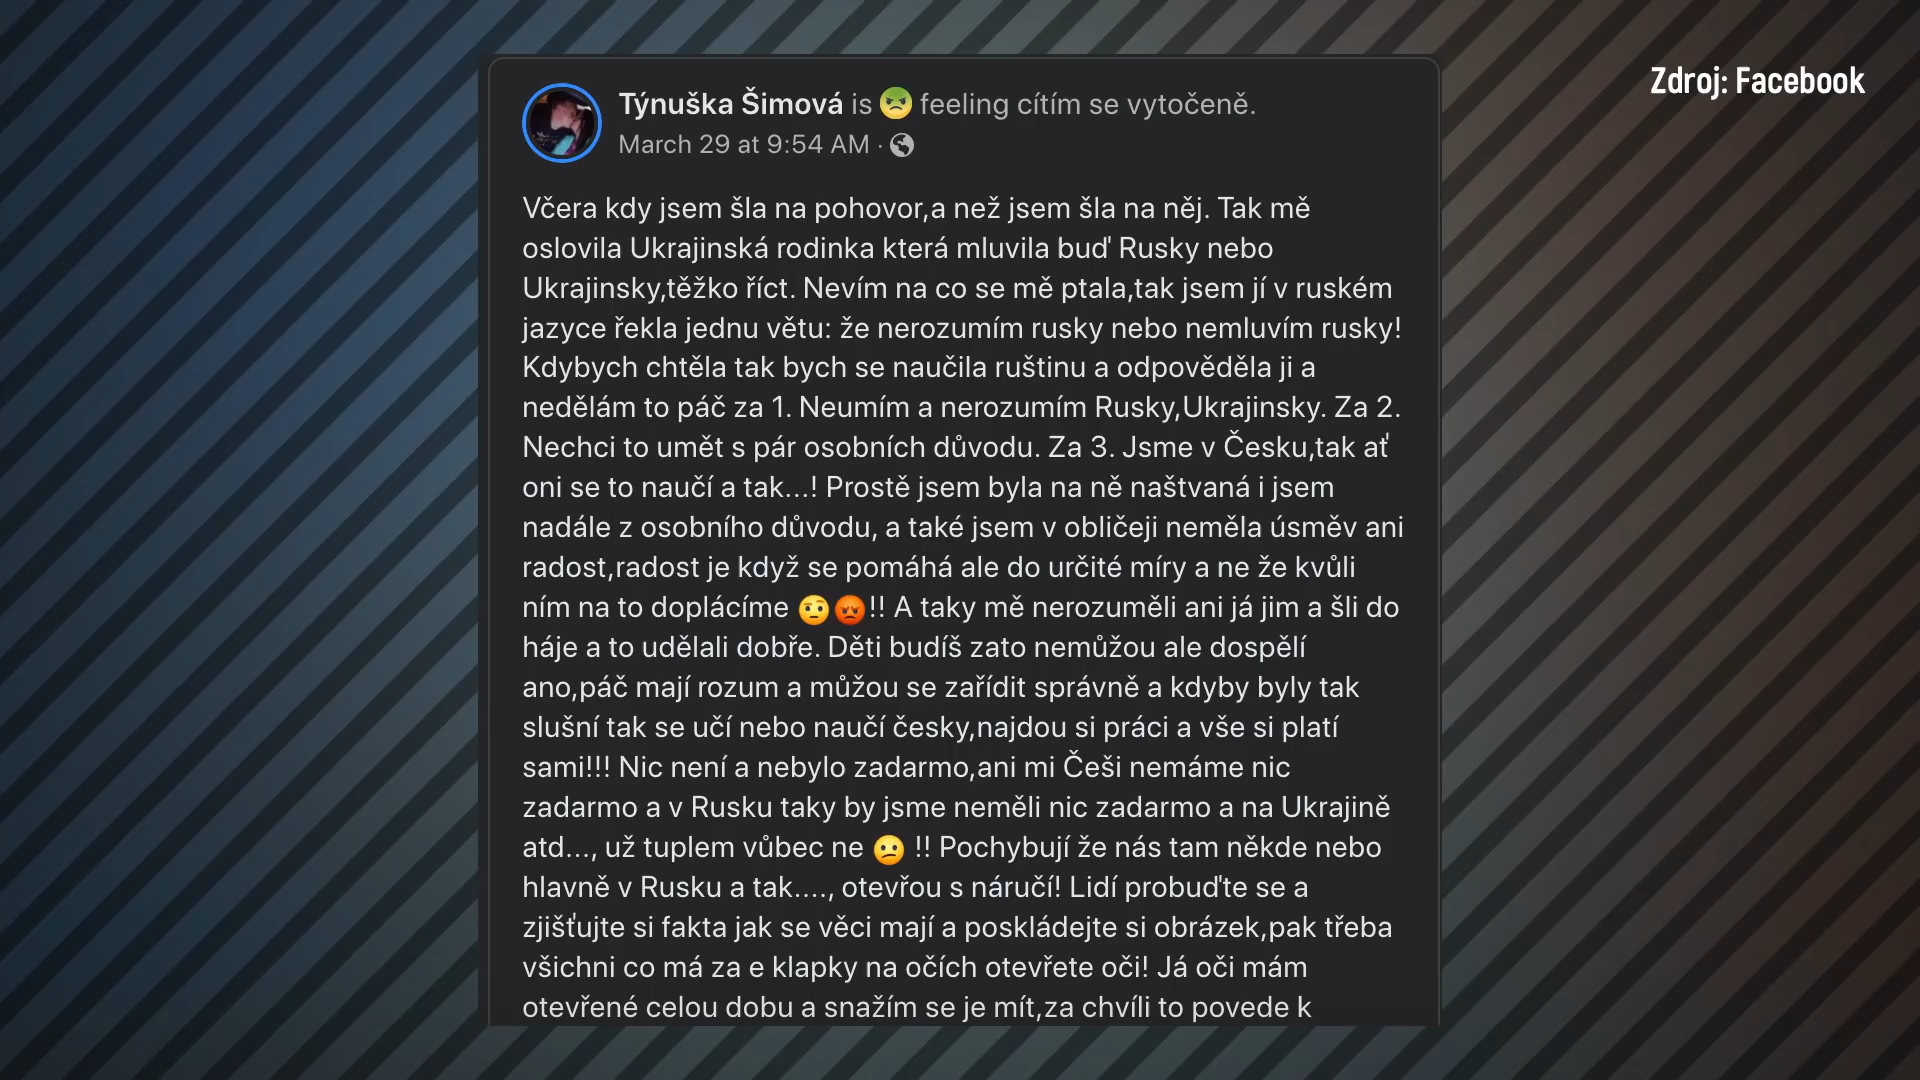 Zdroj: Facebook
Týnuška Šimová is 🤢 feeling cítím se vytočeně.
March 29 at 9:54 AM ·
Včera kdy jsem šla na pohovor,a než jsem šla na něj. Tak mě
oslovila Ukrajinská rodinka která mluvila buď Rusky nebo
Ukrajinsky,těžko říct. Nevím na co se mě ptala,tak jsem jí v ruském
jazyce řekla jednu větu: že nerozumím rusky nebo nemluvím rusky!
Kdybych chtěla tak bych se naučila ruštinu a odpověděla ji a
nedělám to páč za 1. Neumím a nerozumím Rusky,Ukrajinsky. Za 2.
Nechci to umět s pár osobních důvodu. Za 3. Jsme v Česku,tak ať
oni se to naučí a tak...! Prostě jsem byla na ně naštvaná i jsem
nadále z osobního důvodu, a také jsem v obličeji neměla úsměv ani
radost,radost je když se pomáhá ale do určité míry a ne že kvůli
ním na to doplácíme 🤨😡!! A taky mě nerozuměli ani já jim a šli do
háje a to udělali dobře. Děti budíš zato nemůžou ale dospělí
ano,páč mají rozum a můžou se zařídit správně a kdyby byly tak
slušní tak se učí nebo naučí česky,najdou si práci a vše si platí
sami!!! Nic není a nebylo zadarmo,ani mi Češi nemáme nic
zadarmo a v Rusku taky by jsme neměli nic zadarmo a na Ukrajině
atd..., už tuplem vůbec ne 😕 !! Pochybují že nás tam někde nebo
hlavně v Rusku a tak...., otevřou s náručí! Lidí probuďte se a
zjišťujte si fakta jak se věci mají a poskládejte si obrázek,pak třeba
všichni co má za e klapky na očích otevřete oči! Já oči mám
otevřené celou dobu a snažím se je mít,za chvíli to povede k